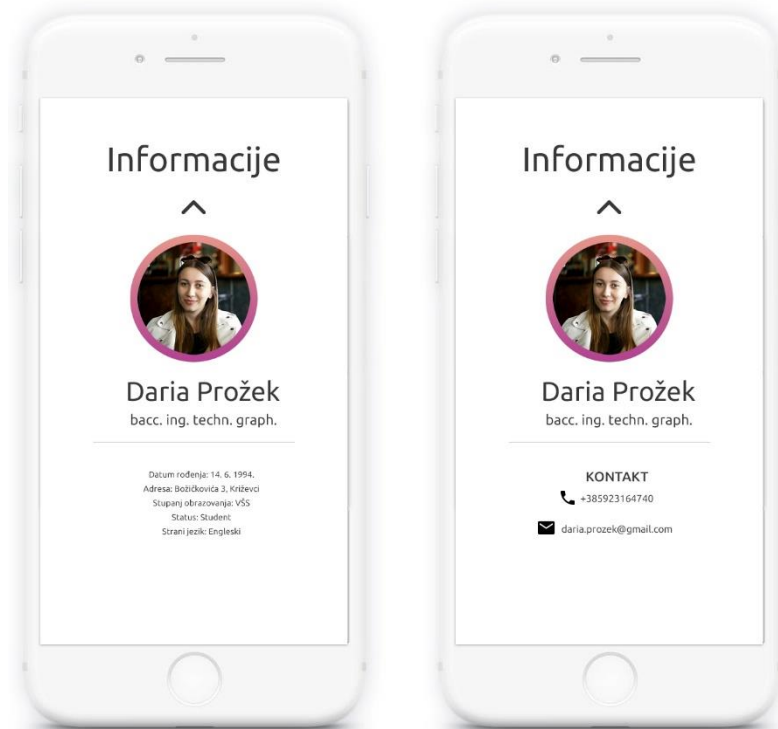 Informacije
Daria Prožek
bacc. ing. techn. graph.
Datum rođenja: 14. 6. 1994.
Adresa: Božičkovića 3, Križevci
Stupanj obrazovanja: VŠS
Status: Student
Strani jezik: Engleski
Informacije
Daria Prožek
bacc. ing. techn. graph.
KONTAKT
+385923164740
daria.prozek@gmail.com